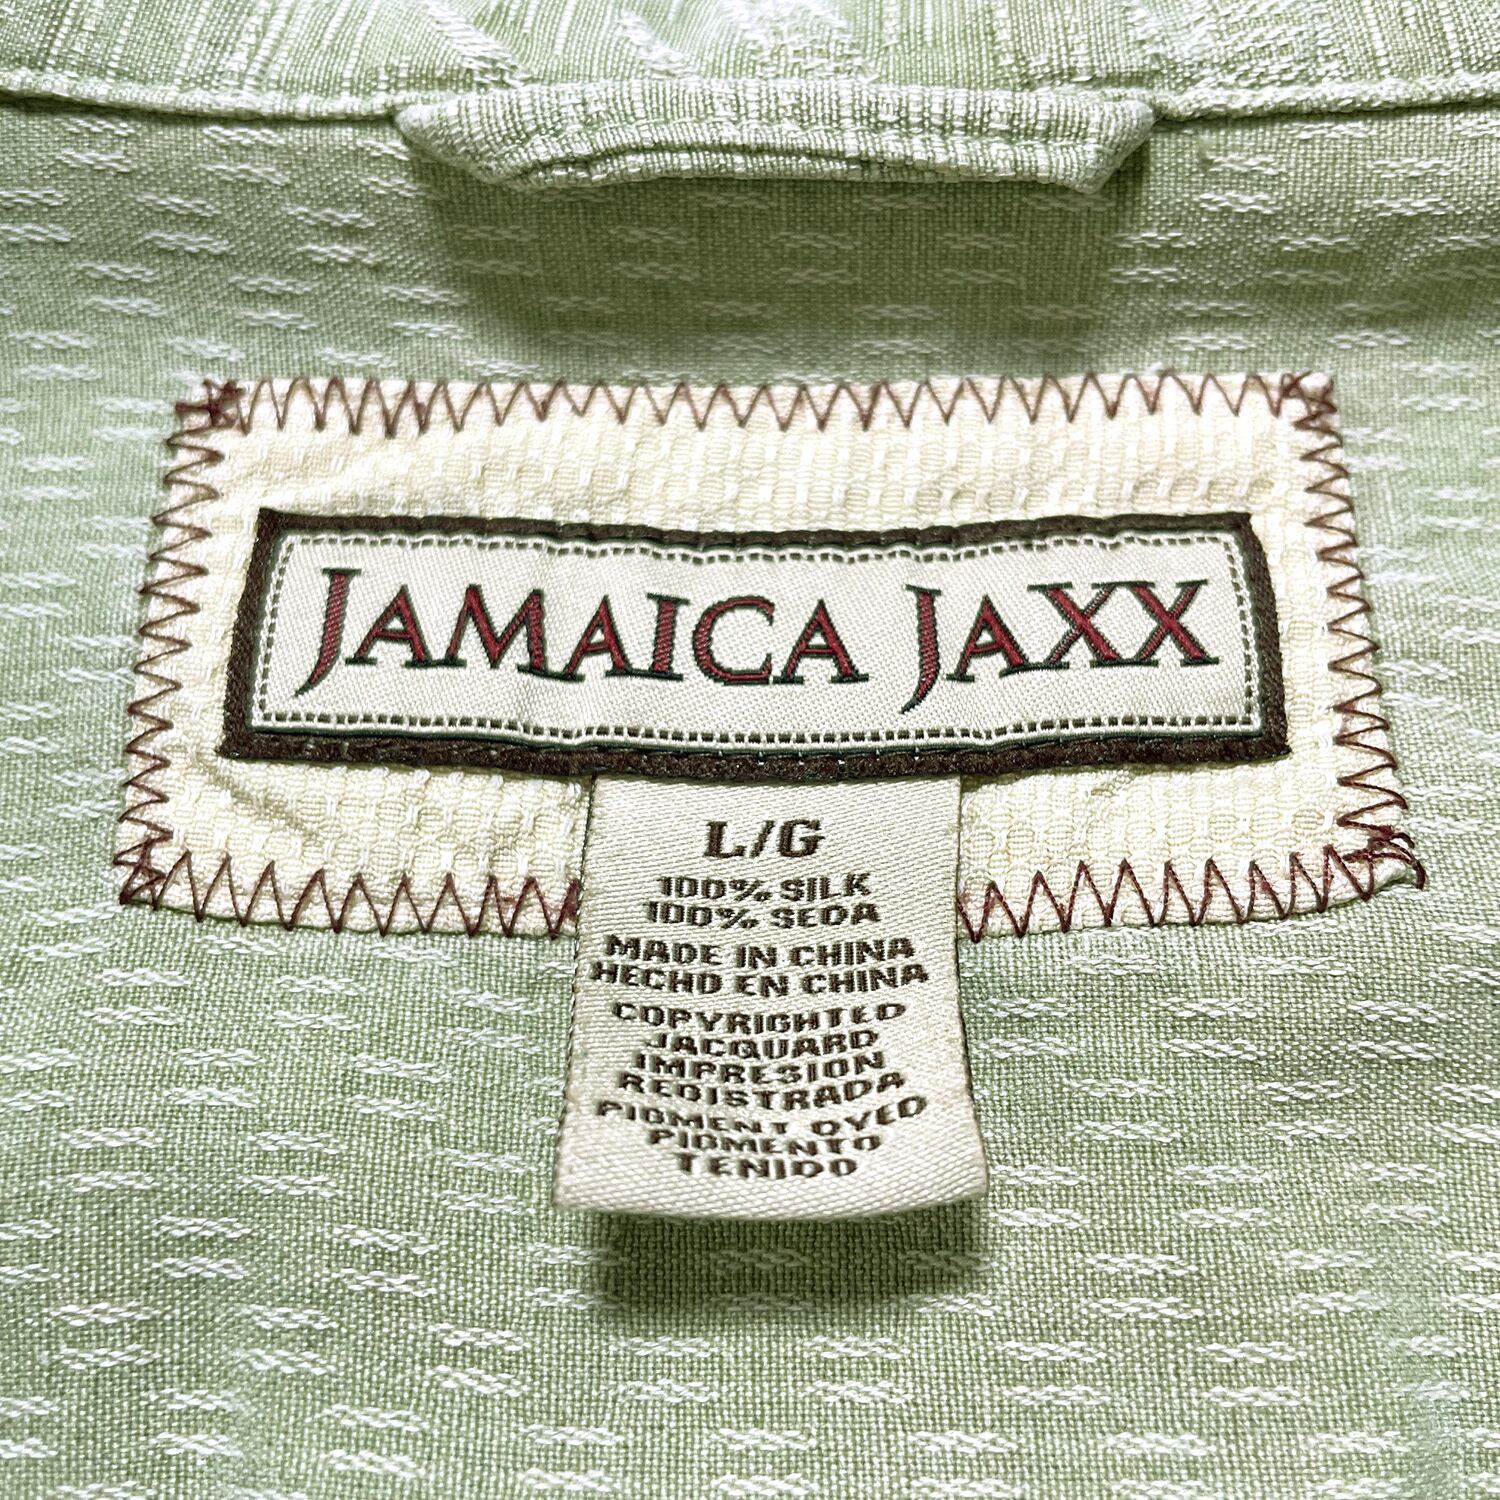 JAMAICA JAXX
L/G
100% SILK
100% SEDA
MADE IN CHINA
HECHO EN CHINA
COPYRIGHTED
JACQUARD
IMPRESION
REGISTRADA
PIGMENT DYED
PIGMENTO
TENIDO